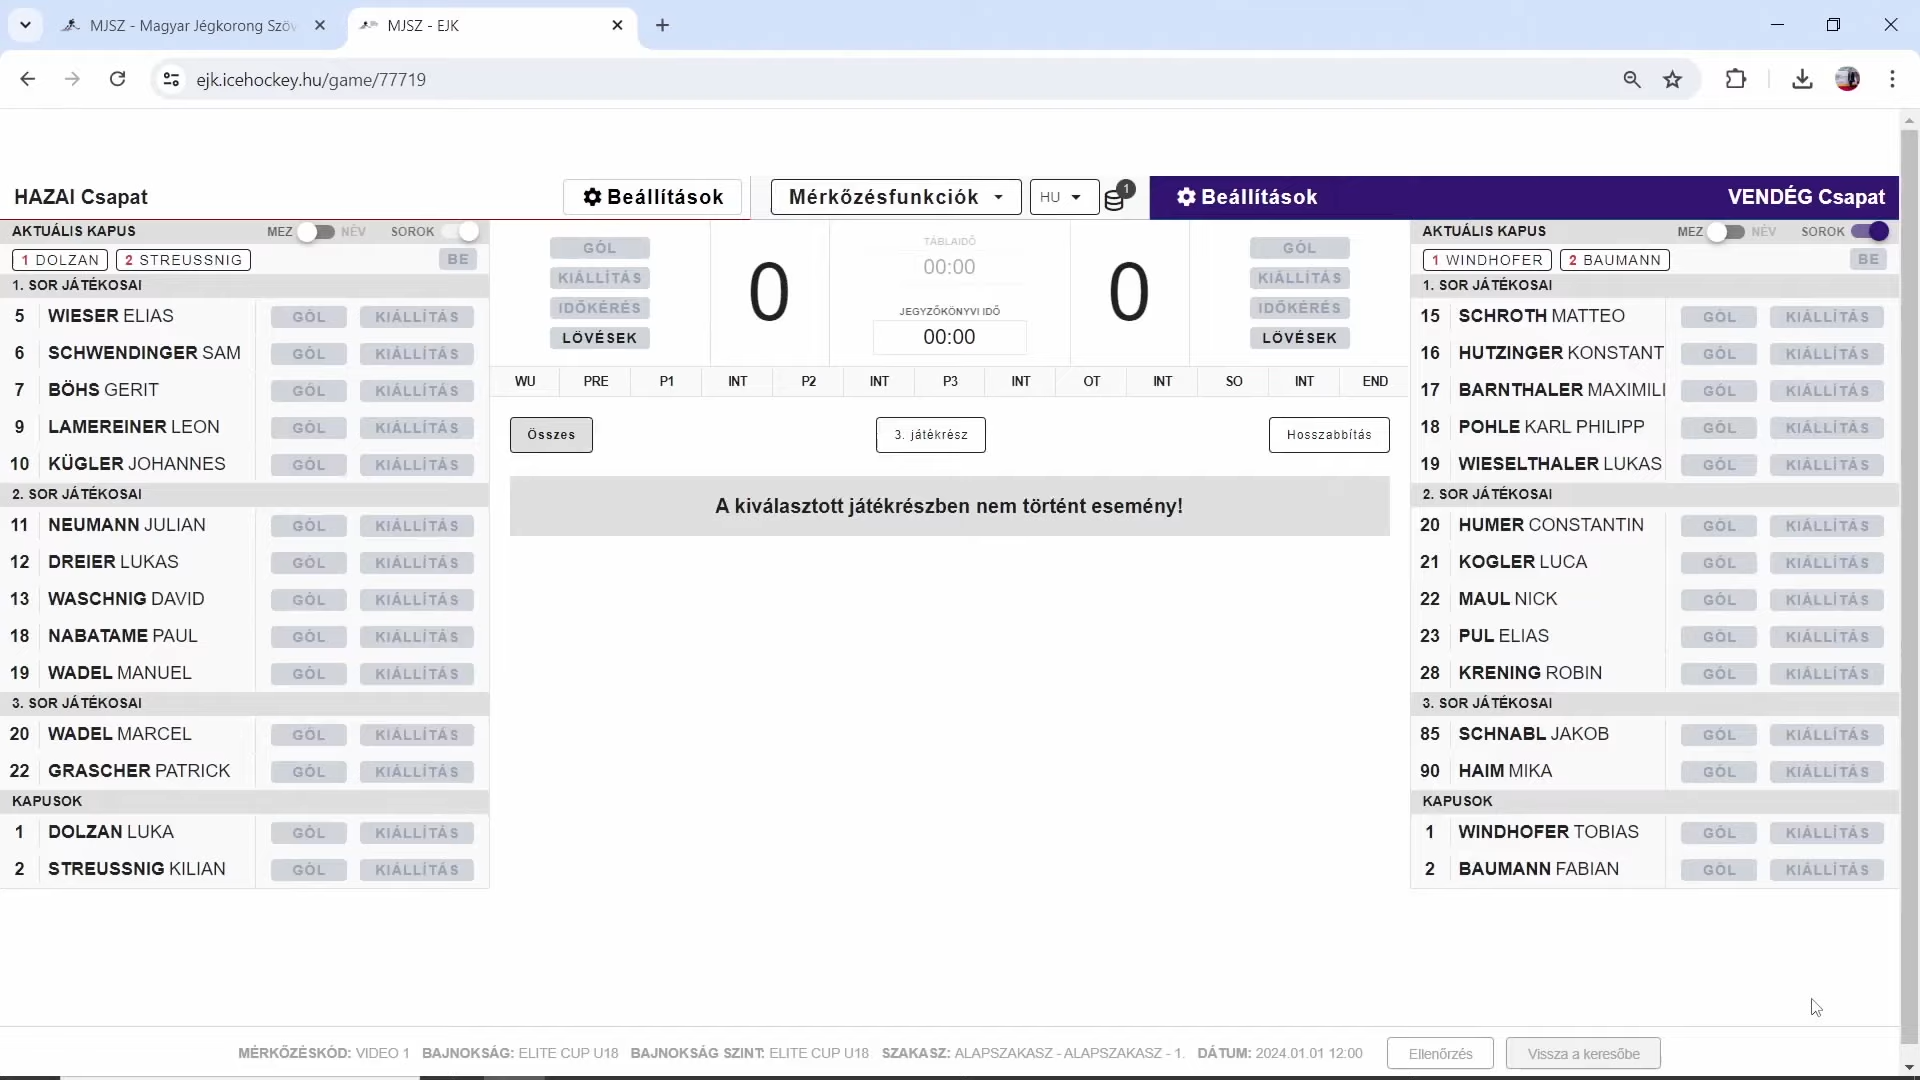 MJSZ - Magyar Jégkorong Szöv
MJSZ - EJK
ejk.icehockey.hu/game/77719
HAZAI Csapat
Beállítások
Mérkőzésfunkciók
HU
1
Beállítások
VENDÉG Csapat
AKTUÁLIS KAPUS MEZ NÉV SOROK
1 DOLZAN 2 STREUSSNIG BE
1. SOR JÁTÉKOSAI
5 WIESER ELIAS GÓL KIÁLLÍTÁS
6 SCHWENDINGER SAM GÓL KIÁLLÍTÁS
7 BÖHS GERIT GÓL KIÁLLÍTÁS
9 LAMEREINER LEON GÓL KIÁLLÍTÁS
10 KÜGLER JOHANNES GÓL KIÁLLÍTÁS
2. SOR JÁTÉKOSAI
11 NEUMANN JULIAN GÓL KIÁLLÍTÁS
12 DREIER LUKAS GÓL KIÁLLÍTÁS
13 WASCHNIG DAVID GÓL KIÁLLÍTÁS
18 NABATAME PAUL GÓL KIÁLLÍTÁS
19 WADEL MANUEL GÓL KIÁLLÍTÁS
3. SOR JÁTÉKOSAI
20 WADEL MARCEL GÓL KIÁLLÍTÁS
22 GRASCHER PATRICK GÓL KIÁLLÍTÁS
KAPUSOK
1 DOLZAN LUKA GÓL KIÁLLÍTÁS
2 STREUSSNIG KILIAN GÓL KIÁLLÍTÁS
GÓL
KIÁLLÍTÁS
IDŐKÉRÉS
LÖVÉSEK
0
TÁBLAIDŐ
00:00
JEGYZŐKÖNYVI IDŐ
00:00
0
GÓL
KIÁLLÍTÁS
IDŐKÉRÉS
LÖVÉSEK
WU PRE P1 INT P2 INT P3 INT OT INT SO INT END
Összes 3. játékrész Hosszabbítás
A kiválasztott játékrészben nem történt esemény!
AKTUÁLIS KAPUS MEZ NÉV SOROK
1 WINDHOFER 2 BAUMANN BE
1. SOR JÁTÉKOSAI
15 SCHROTH MATTEO GÓL KIÁLLÍTÁS
16 HUTZINGER KONSTANT GÓL KIÁLLÍTÁS
17 BARNTHALER MAXIMILI GÓL KIÁLLÍTÁS
18 POHLE KARL PHILIPP GÓL KIÁLLÍTÁS
19 WIESELTHALER LUKAS GÓL KIÁLLÍTÁS
2. SOR JÁTÉKOSAI
20 HUMER CONSTANTIN GÓL KIÁLLÍTÁS
21 KOGLER LUCA GÓL KIÁLLÍTÁS
22 MAUL NICK GÓL KIÁLLÍTÁS
23 PUL ELIAS GÓL KIÁLLÍTÁS
28 KRENING ROBIN GÓL KIÁLLÍTÁS
3. SOR JÁTÉKOSAI
85 SCHNABL JAKOB GÓL KIÁLLÍTÁS
90 HAIM MIKA GÓL KIÁLLÍTÁS
KAPUSOK
1 WINDHOFER TOBIAS GÓL KIÁLLÍTÁS
2 BAUMANN FABIAN GÓL KIÁLLÍTÁS
MÉRKŐZÉSKÓD: VIDEO 1 BAJNOKSÁG: ELITE CUP U18 BAJNOKSÁG SZINT: ELITE CUP U18 SZAKASZ: ALAPSZAKASZ - ALAPSZAKASZ - 1. DÁTUM: 2024.01.01 12:00 Ellenőrzés Vissza a keresőbe